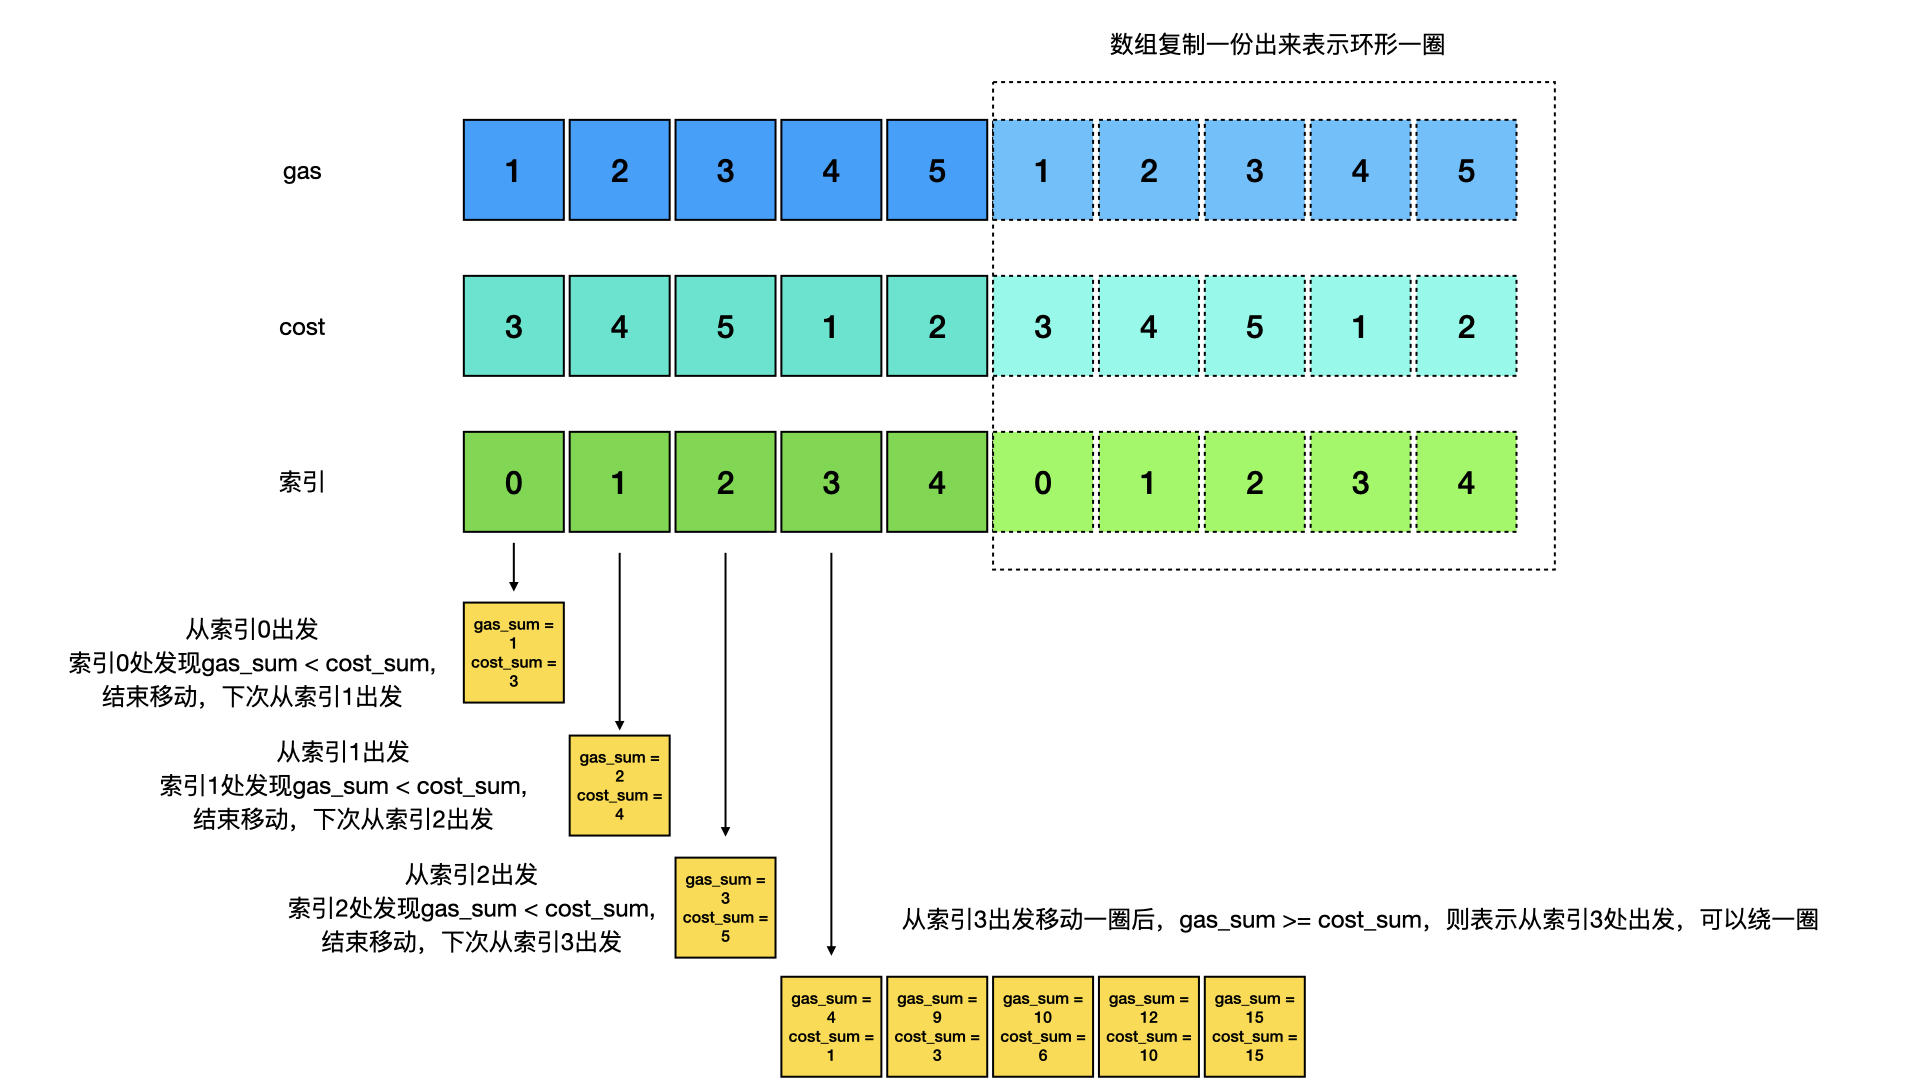 数组复制一份出来表示环形一圈
gas 1 2 3 4 5 1 2 3 4 5
cost 3 4 5 1 2 3 4 5 1 2
索引 0 1 2 3 4 0 1 2 3 4
从索引0出发
索引0处发现gas_sum < cost_sum,
结束移动，下次从索引1出发
gas_sum =
1
cost_sum =
3
从索引1出发
索引1处发现gas_sum < cost_sum,
结束移动，下次从索引2出发
gas_sum =
2
cost_sum =
4
从索引2出发
索引2处发现gas_sum < cost_sum,
结束移动，下次从索引3出发
gas_sum =
3
cost_sum =
5
从索引3出发移动一圈后，gas_sum >= cost_sum，则表示从索引3处出发，可以绕一圈
gas_sum =
4
cost_sum =
1
gas_sum =
9
cost_sum =
3
gas_sum =
10
cost_sum =
6
gas_sum =
12
cost_sum =
10
gas_sum =
15
cost_sum =
15